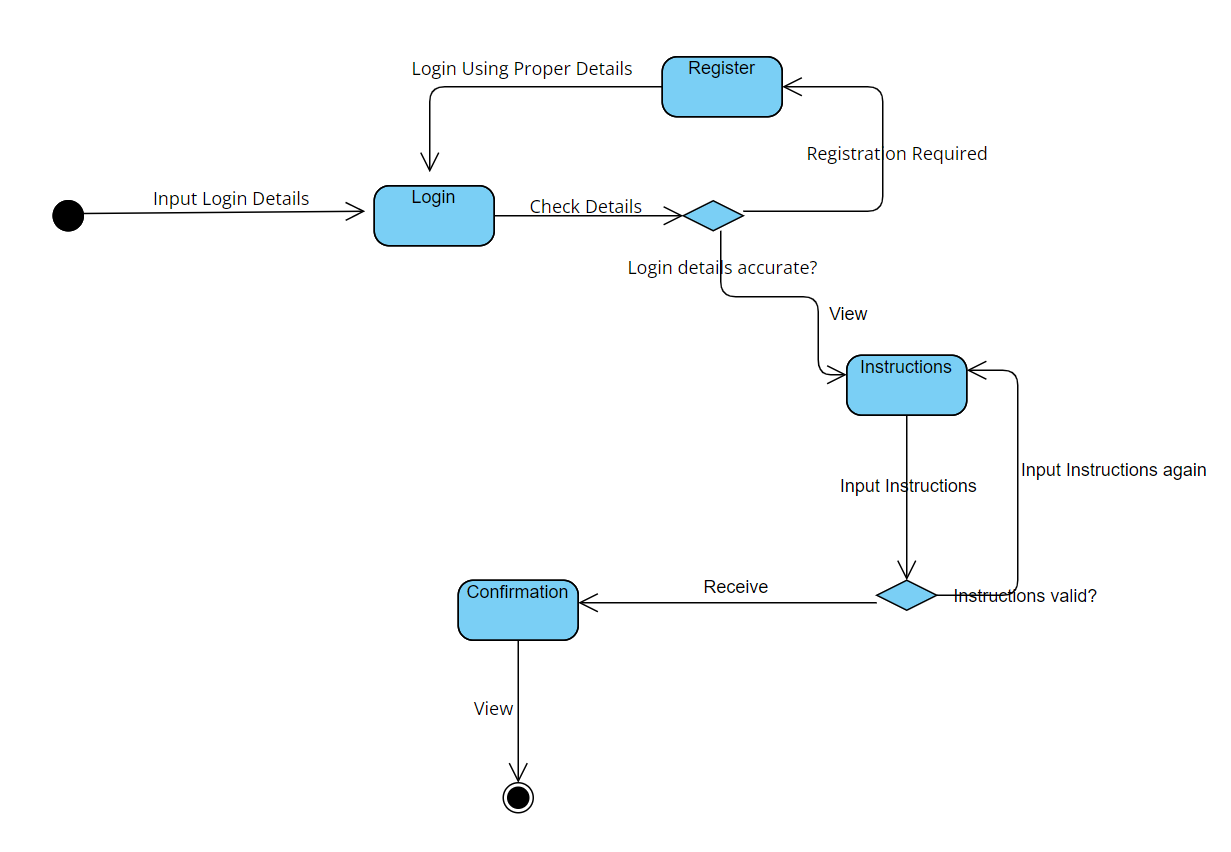 Login Using Proper Details
Register
Registration Required
Input Login Details
Login
Check Details
Login details accurate?
View
Instructions
Input Instructions again
Input Instructions
Receive
Confirmation
Instructions valid?
View